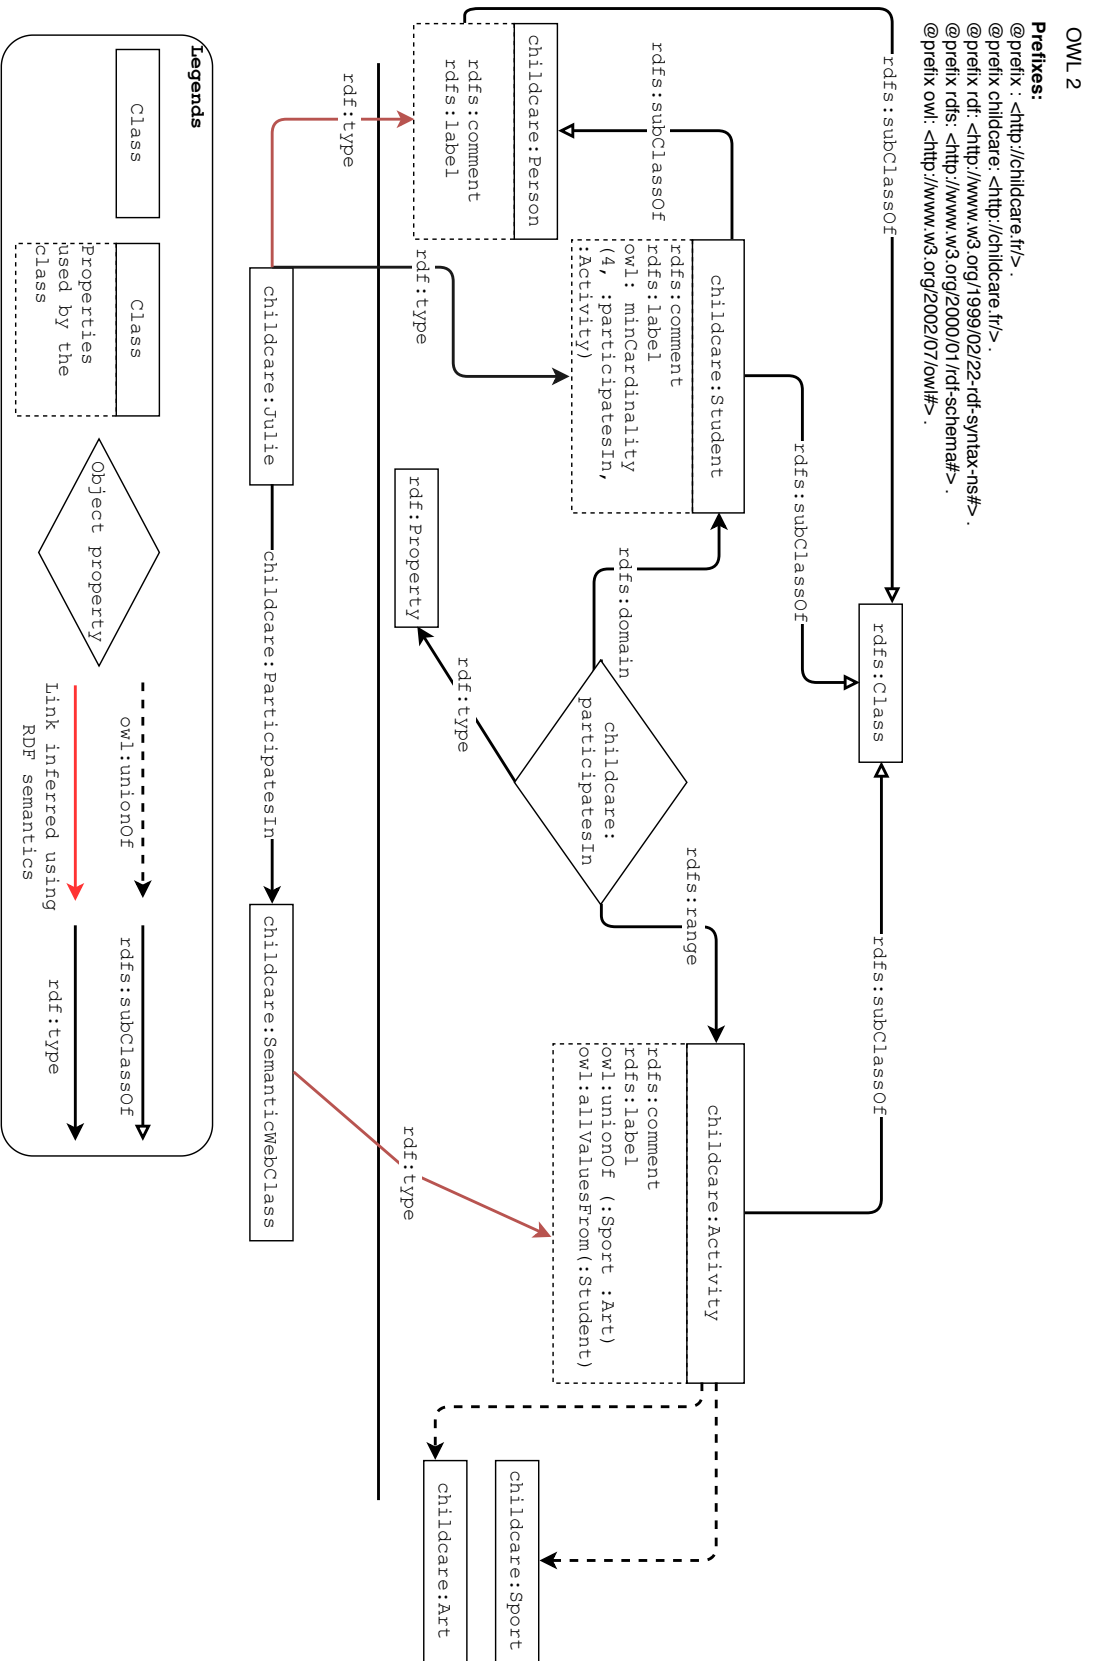 OWL 2
Prefixes:
@prefix : <http://childcare.fr/> .
@prefix childcare: <http://childcare.fr/> .
@prefix rdf: <http://www.w3.org/1999/02/22-rdf-syntax-ns#> .
@prefix rdfs: <http://www.w3.org/2000/01/rdf-schema#> .
@prefix owl: <http://www.w3.org/2002/07/owl#> .
rdfs:subClassOf
rdfs:Class
rdfs:subClassOf
rdfs:subClassOf
childcare:Person
rdfs:comment
rdfs:label
rdfs:subClassOf
childcare:Student
rdfs:comment
rdfs:label
owl: minCardinality
(4, :participatesIn,
:Activity)
rdfs:domain
childcare:
participatesIn
rdfs:range
childcare:Activity
rdfs:comment
rdfs:label
owl:unionOf (:Sport :Art)
owl:allValuesFrom(:Student)
childcare:Sport
childcare:Art
rdf:Property
rdf:type
rdf:type
rdf:type
rdf:type
childcare:Julie
childcare:ParticipatesIn
childcare:SemanticWebClass
Legends
Class
Class
Properties
used by the
class
Object property
owl:unionOf
rdfs:subClassOf
Link inferred using
RDF semantics
rdf:type